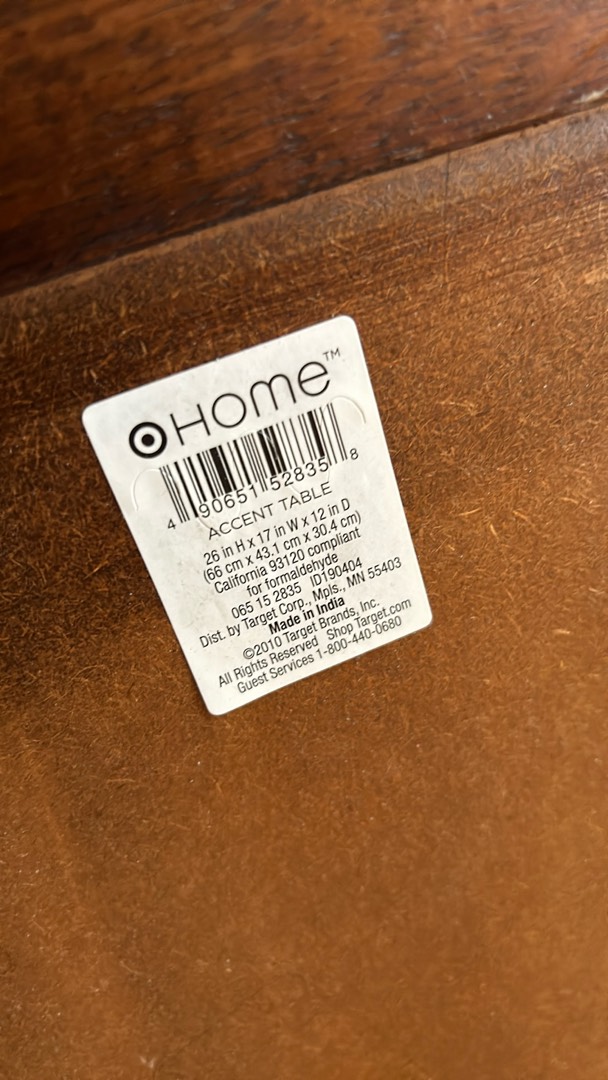 Home™
4 90651 52835 8
ACCENT TABLE
26 in H x 17 in W x 12 in D
(66 cm x 43.1 cm x 30.4 cm)
California 93120 compliant
for formaldehyde
065 15 2835 ID190404
Dist. by Target Corp., Mpls., MN 55403
Made in India
©2010 Target Brands, Inc.
All Rights Reserved Shop Target.com
Guest Services 1-800-440-0680